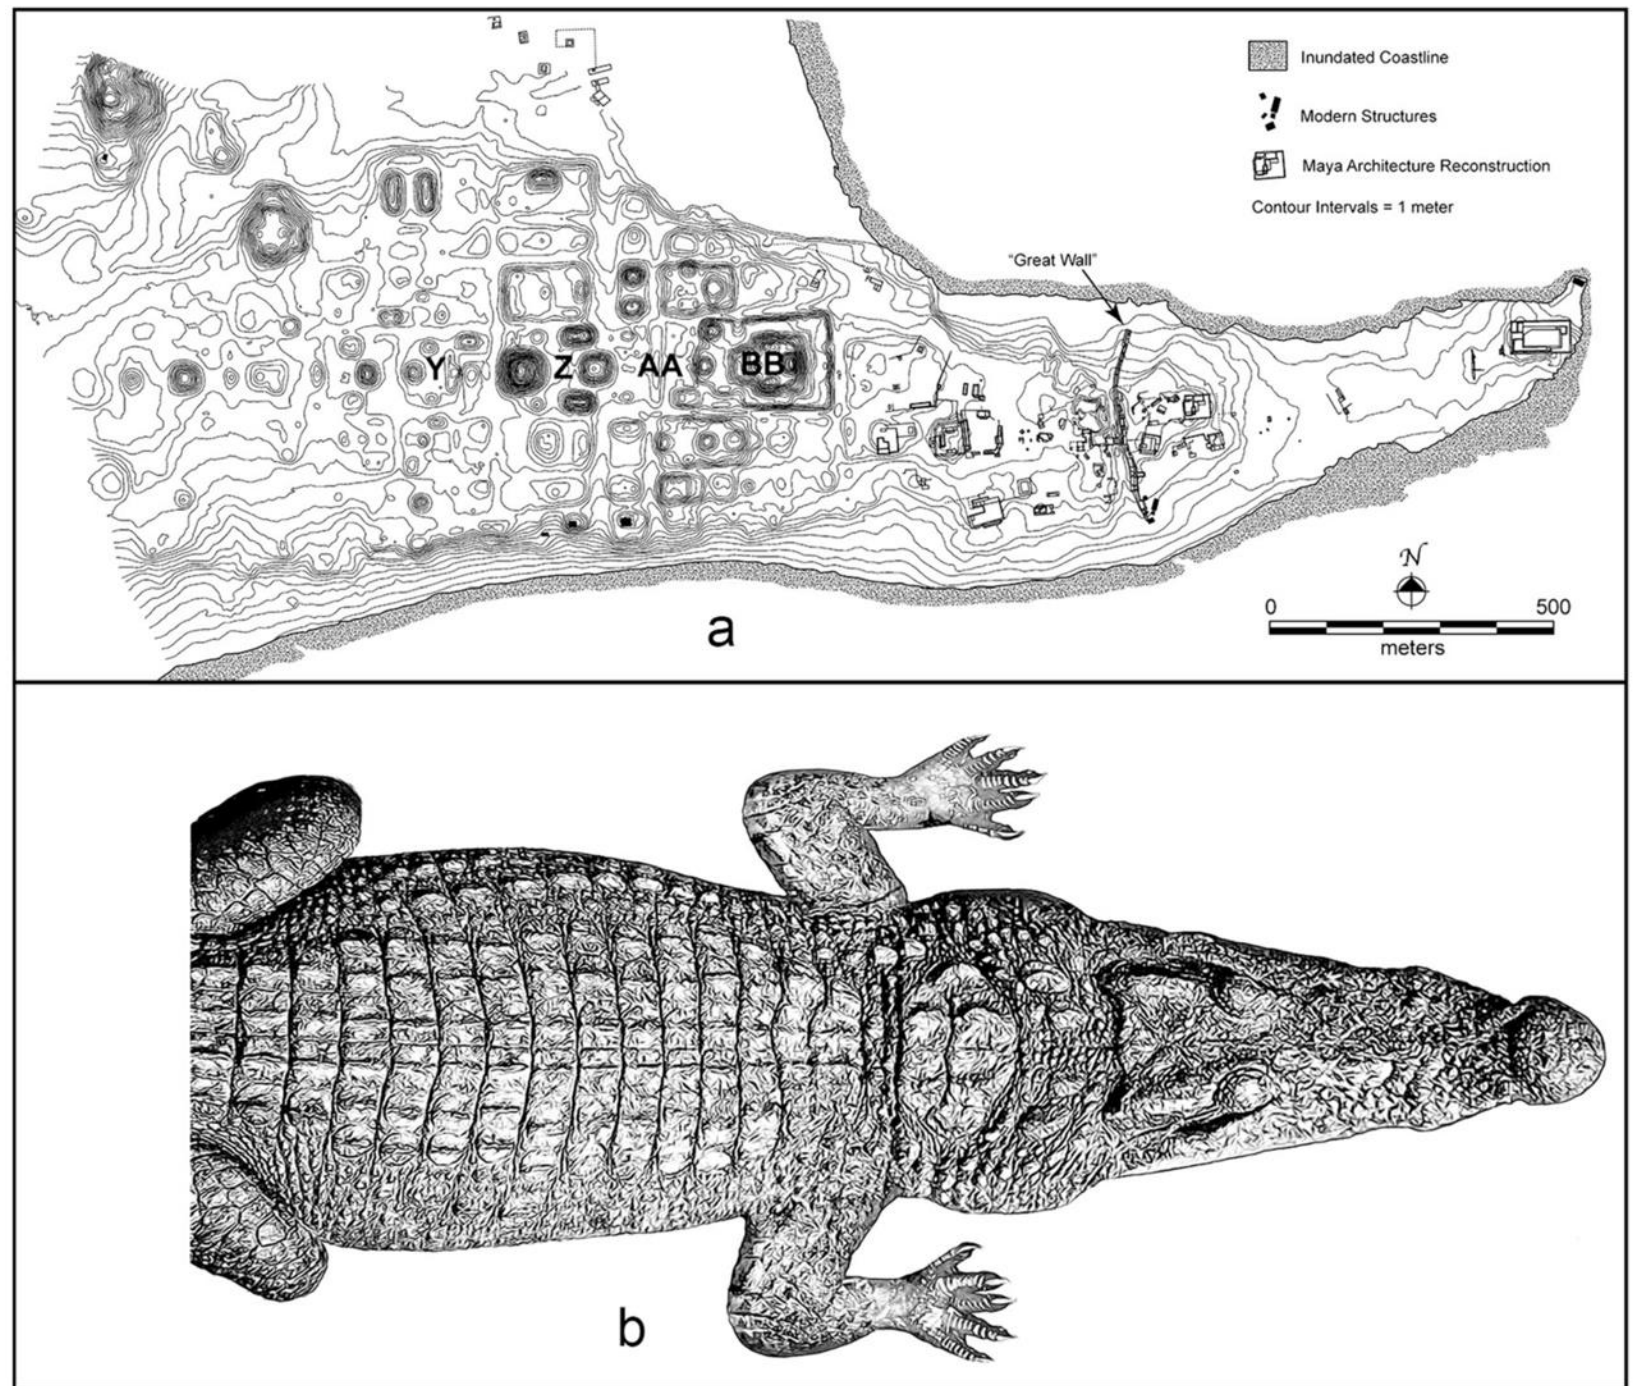 Inundated Coastline
Modern Structures
Maya Architecture Reconstruction
Contour Intervals = 1 meter
"Great Wall"
Y Z AA BB
N
0 500
meters
a
b